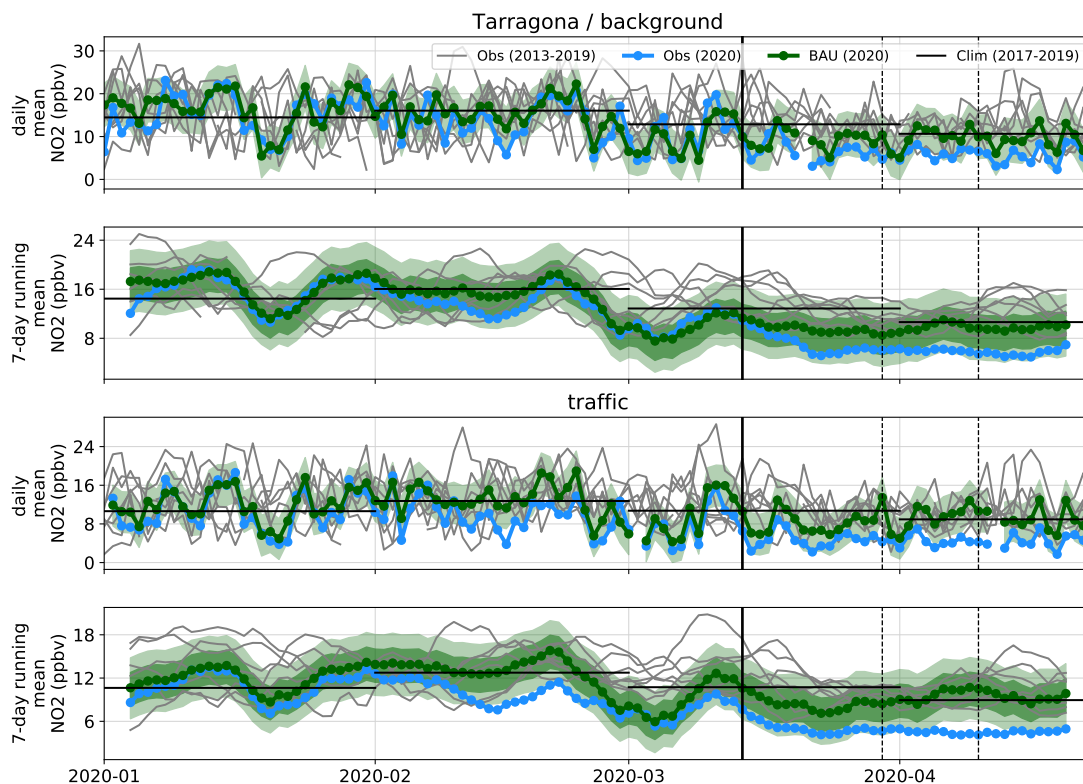 Tarragona / background
Obs (2013-2019)
Obs (2020)
BAU (2020)
Clim (2017-2019)
daily
mean
NO2 (ppbv)
30
20
10
0
7-day running
mean
NO2 (ppbv)
24
16
8
traffic
daily
mean
NO2 (ppbv)
24
16
8
0
7-day running
mean
NO2 (ppbv)
18
12
6
2020-01
2020-02
2020-03
2020-04